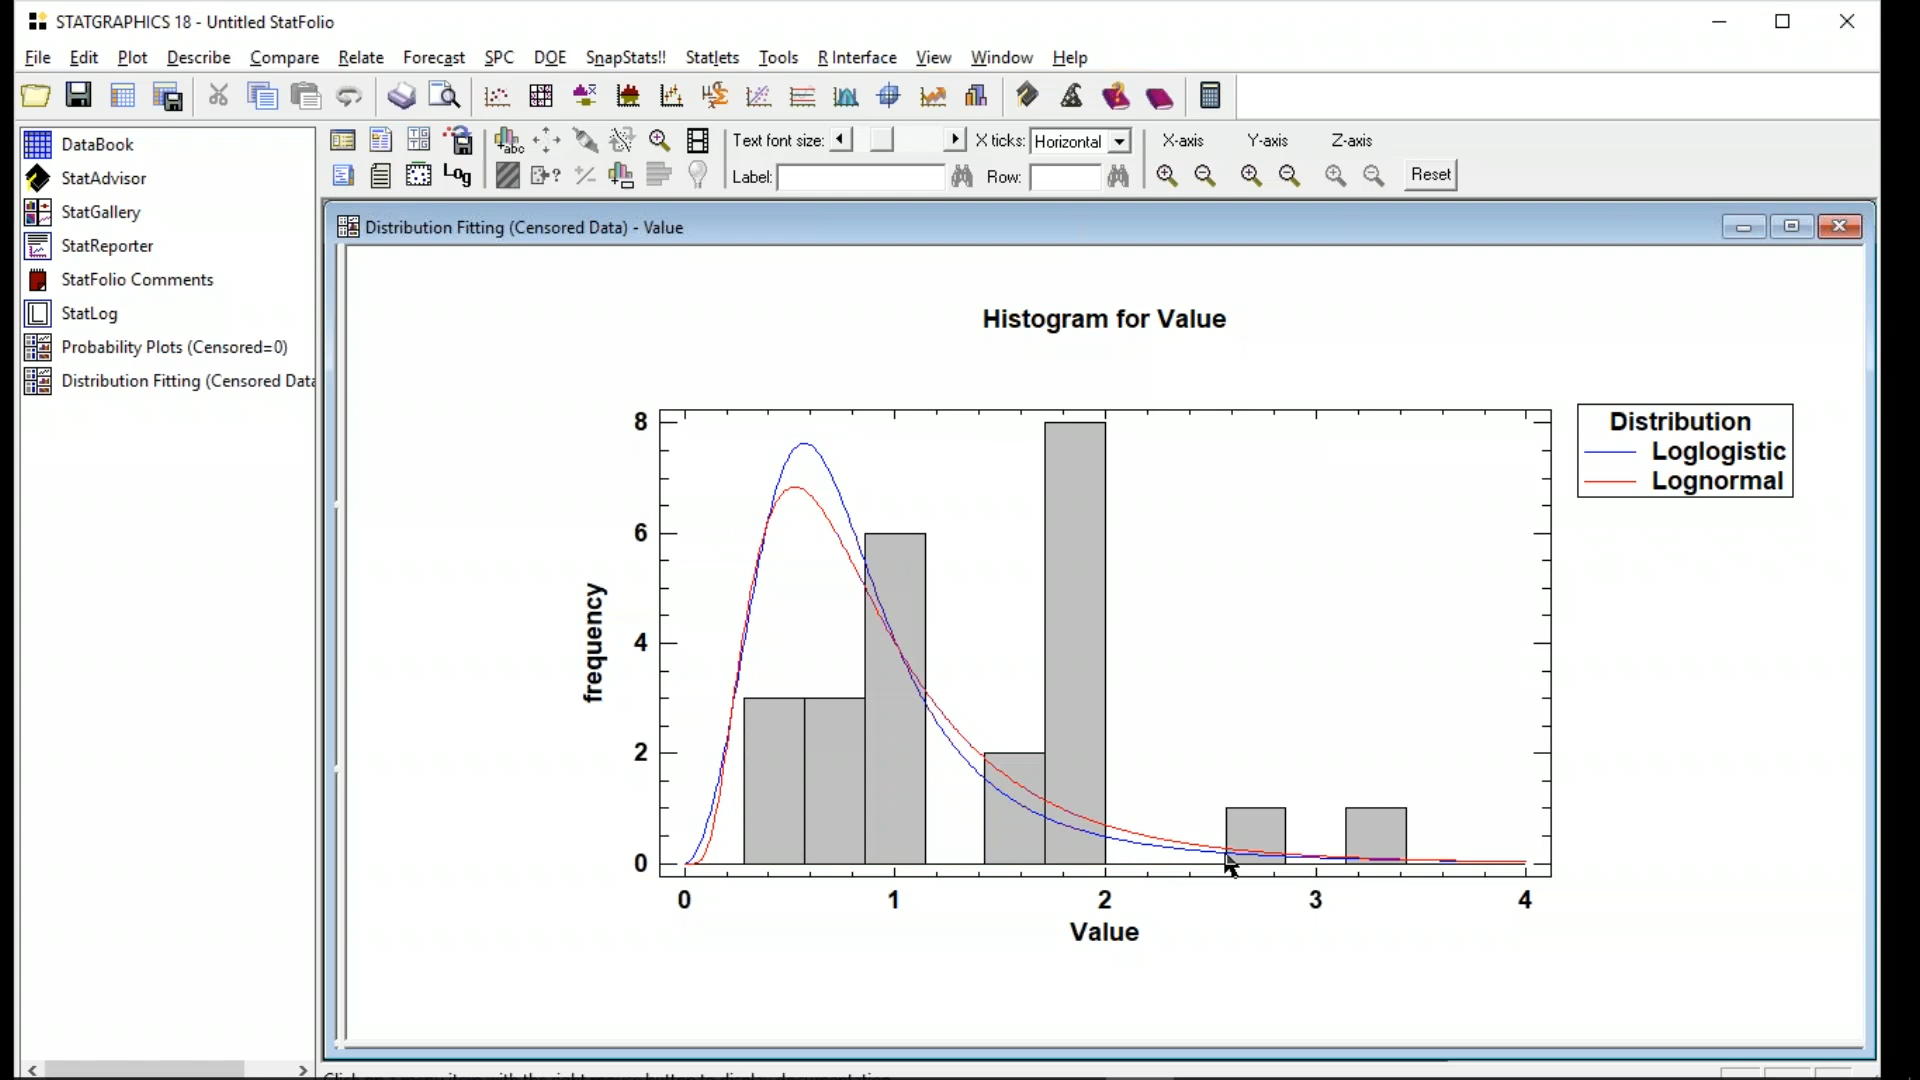 STATGRAPHICS 18 - Untitled StatFolio
File Edit Plot Describe Compare Relate Forecast SPC DOE SnapStats!! Statlets Tools R Interface View Window Help
DataBook
StatAdvisor
StatGallery
StatReporter
StatFolio Comments
StatLog
Probability Plots (Censored=0)
Distribution Fitting (Censored Data
Text font size: X ticks: Horizontal X-axis Y-axis Z-axis
Log Label: Row: Reset
Distribution Fitting (Censored Data) - Value
Histogram for Value
Distribution
Loglogistic
Lognormal
8
6
4
2
0
frequency
0 1 2 3 4
Value